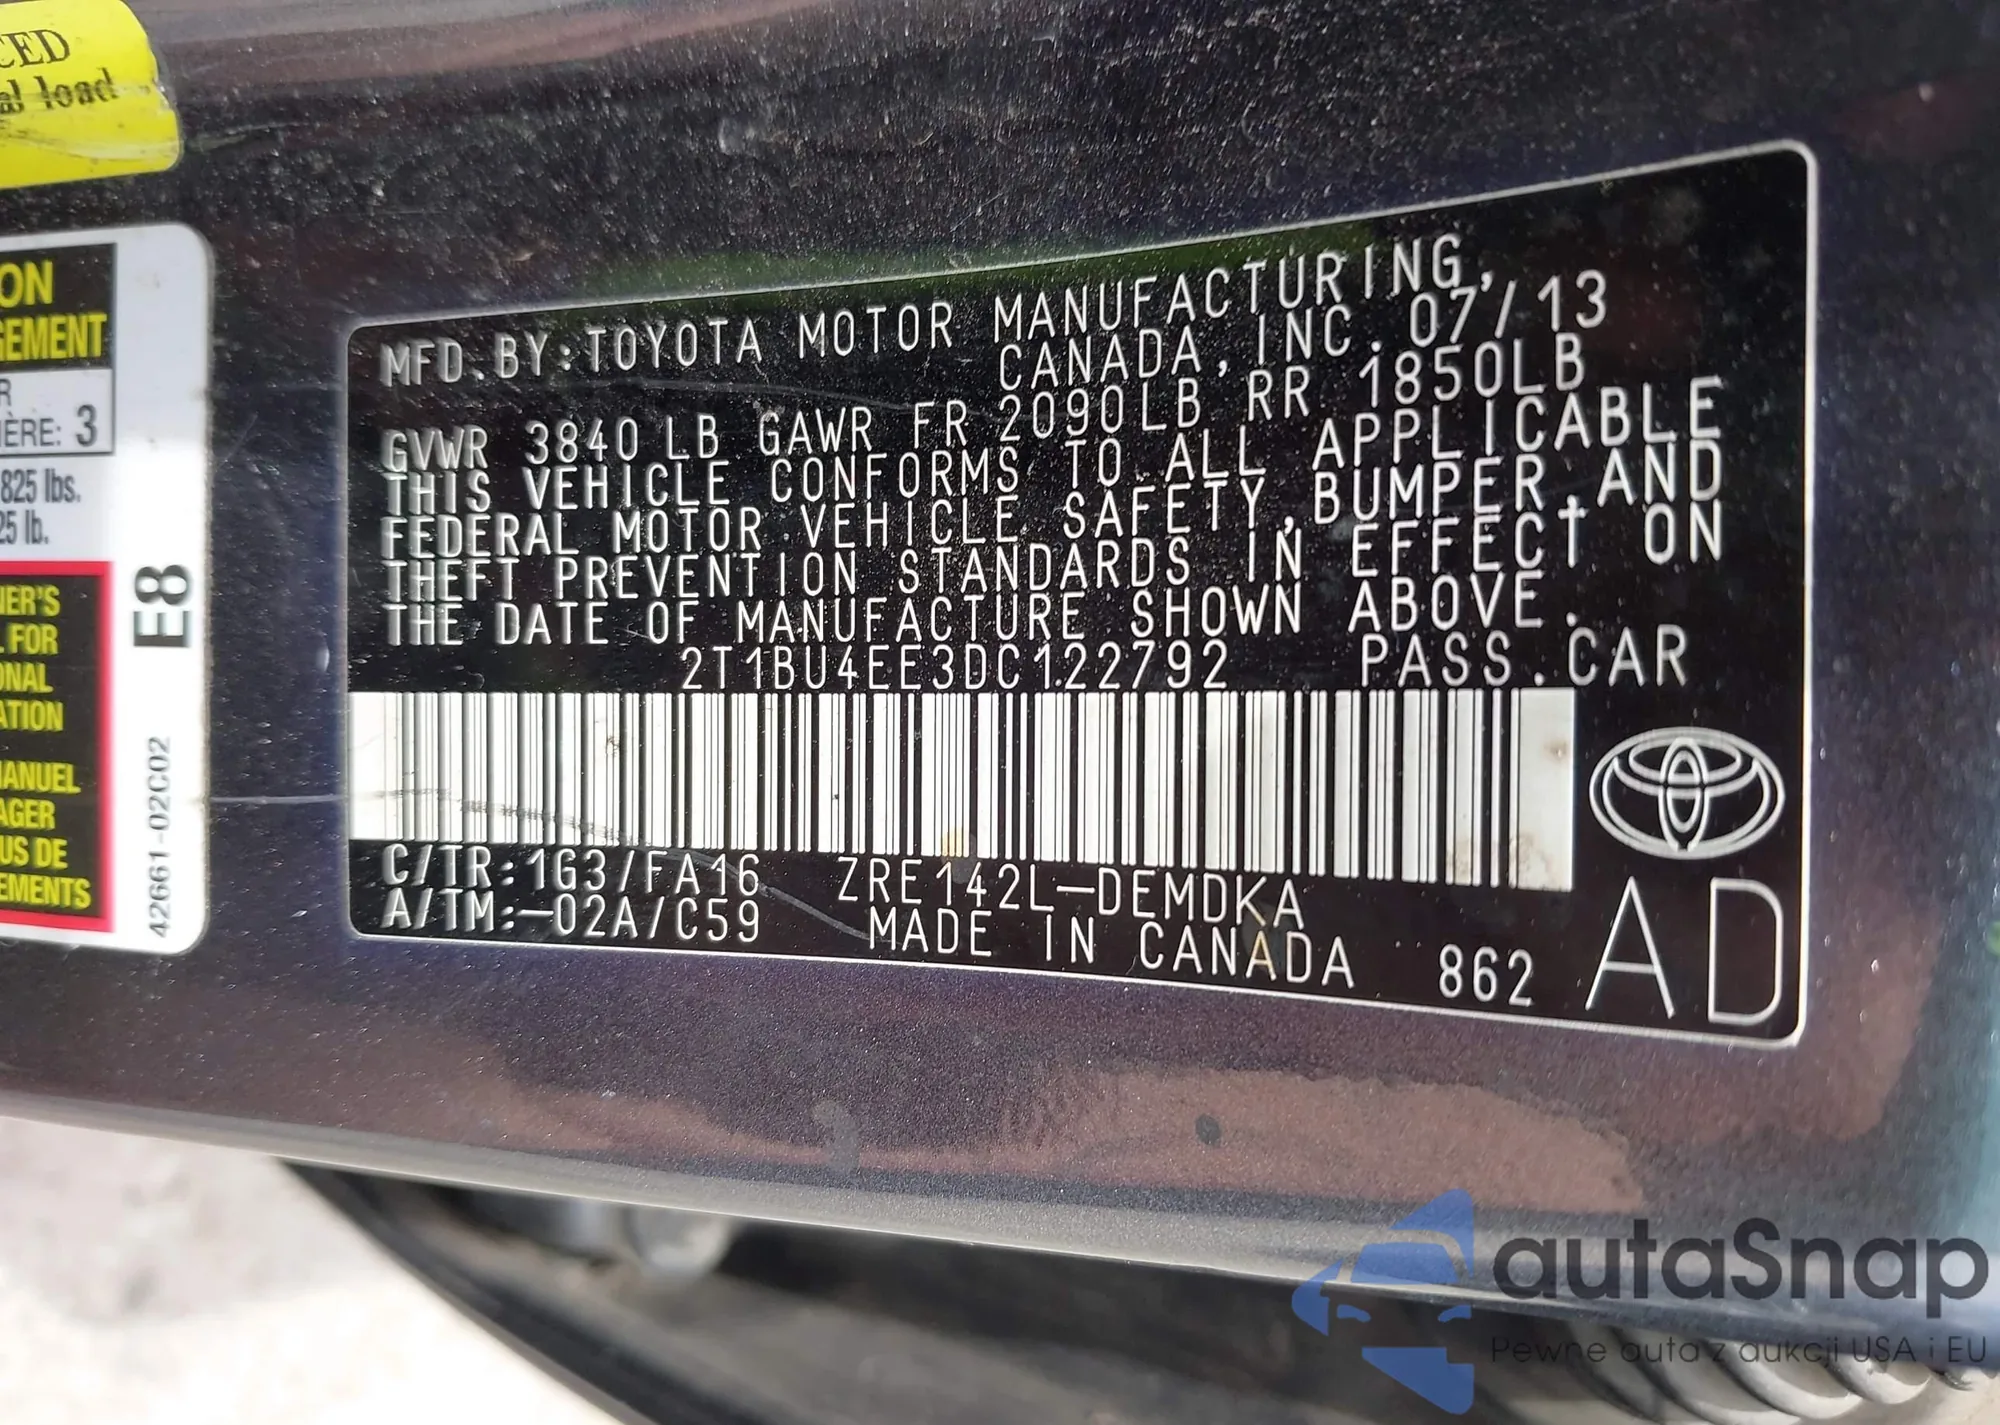 CED
al load
ON
GEMENT
R
IÈRE: 3
825 lbs.
25 lb.
NER'S
L FOR
ONAL
ATION
MANUEL
AGER
US DE
EMENTS
E8
42661-02C02
MFD.BY:TOYOTA MOTOR MANUFACTURING,
CANADA,INC.07/13
GVWR 3840 LB GAWR FR 2090LB RR 1850LB
THIS VEHICLE CONFORMS TO ALL APPLICABLE
FEDERAL MOTOR VEHICLE SAFETY,BUMPER,AND
THEFT PREVENTION STANDARDS IN EFFECT ON
THE DATE OF MANUFACTURE SHOWN ABOVE.
2T1BU4EE3DC122792 PASS.CAR
C/TR:1G3/FA16 ZRE142L-DEMDKA
A/TM:-02A/C59 MADE IN CANADA 862 AD
autaSnap
Pewne auta z aukcji USA i EU